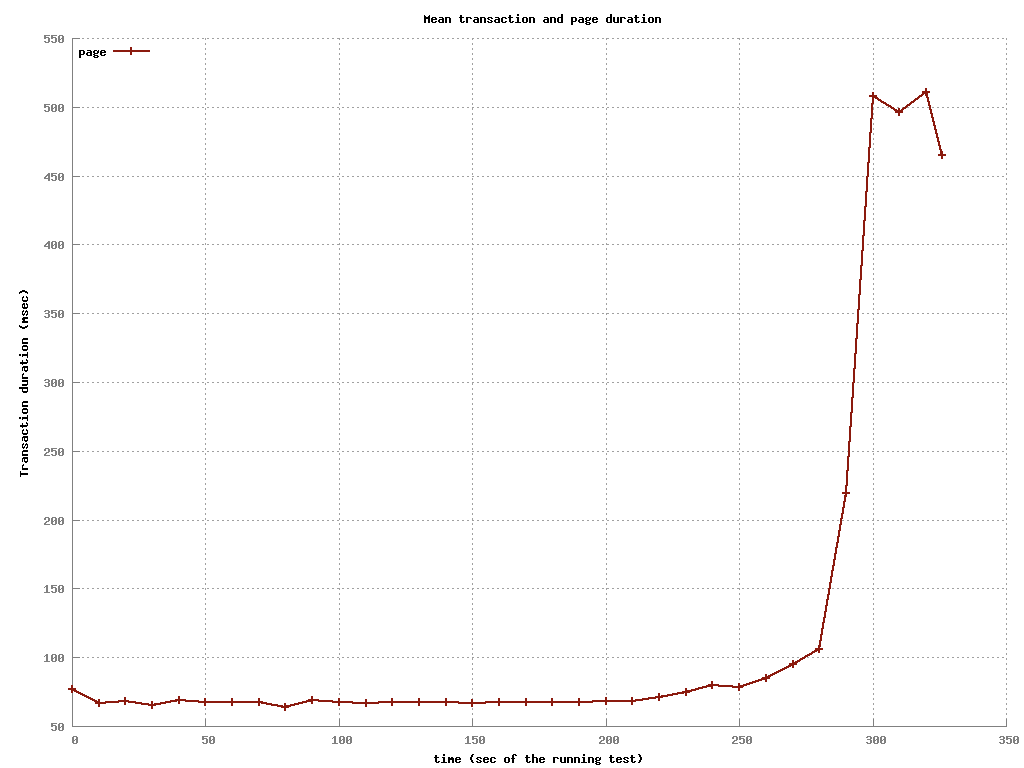 Mean transaction and page duration
550
page
500
450
400
350
300
250
200
150
100
50
0 50 100 150 200 250 300 350
time (sec of the running test)
Transaction duration (msec)